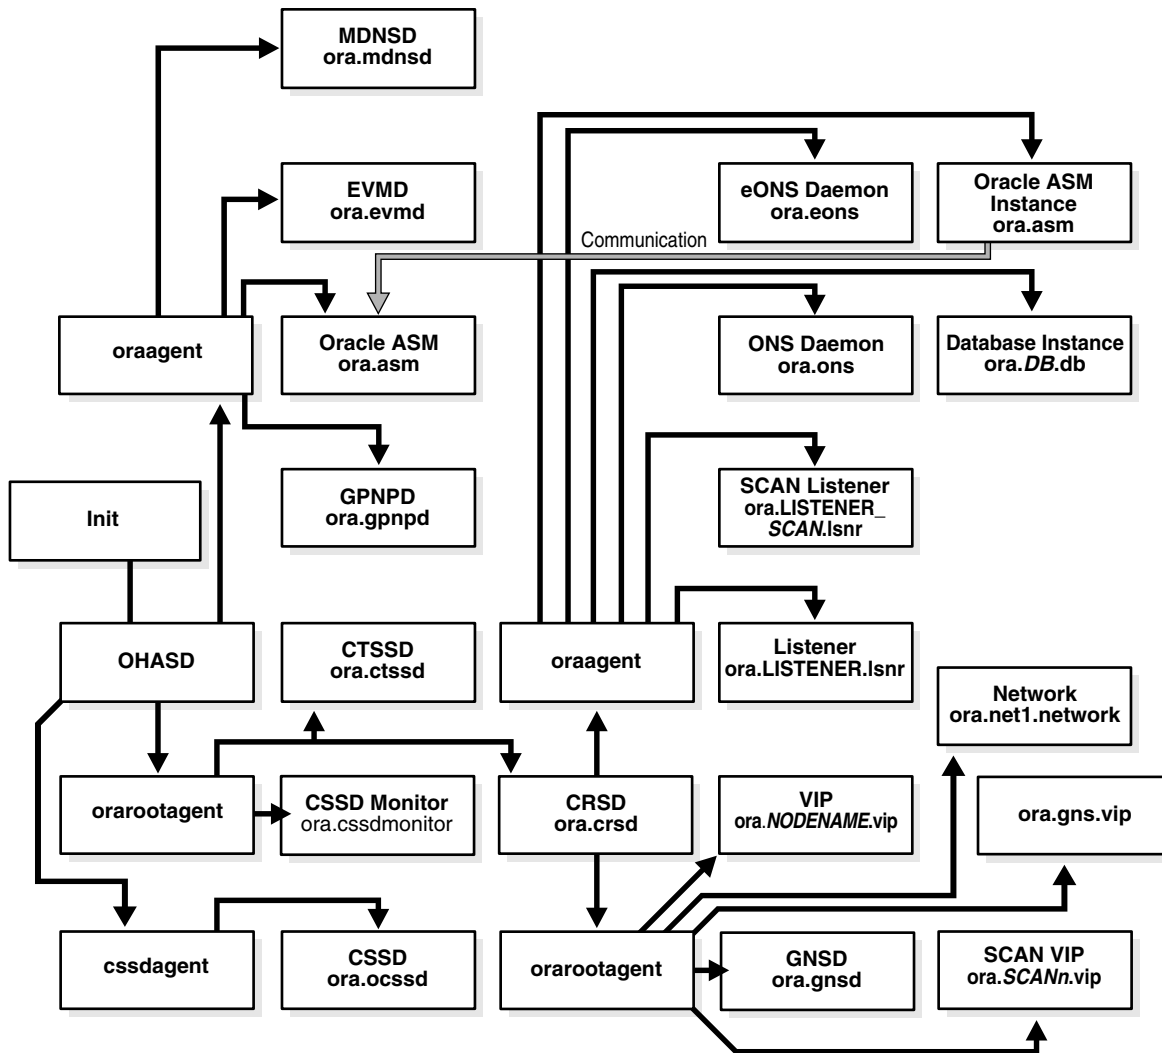 MDNSD
ora.mdnsd
EVMD
ora.evmd
eONS Daemon
ora.eons
Oracle ASM
Instance
ora.asm
Communication
oraagent
Oracle ASM
ora.asm
ONS Daemon
ora.ons
Database Instance
ora.DB.db
Init
GPNPD
ora.gpnpd
SCAN Listener
ora.LISTENER_
SCAN.lsnr
OHASD
CTSSD
ora.ctssd
oraagent
Listener
ora.LISTENER.lsnr
Network
ora.net1.network
orarootagent
CSSD Monitor
ora.cssdmonitor
CRSD
ora.crsd
VIP
ora.NODENAME.vip
ora.gns.vip
cssdagent
CSSD
ora.ocssd
orarootagent
GNSD
ora.gnsd
SCAN VIP
ora.SCANn.vip